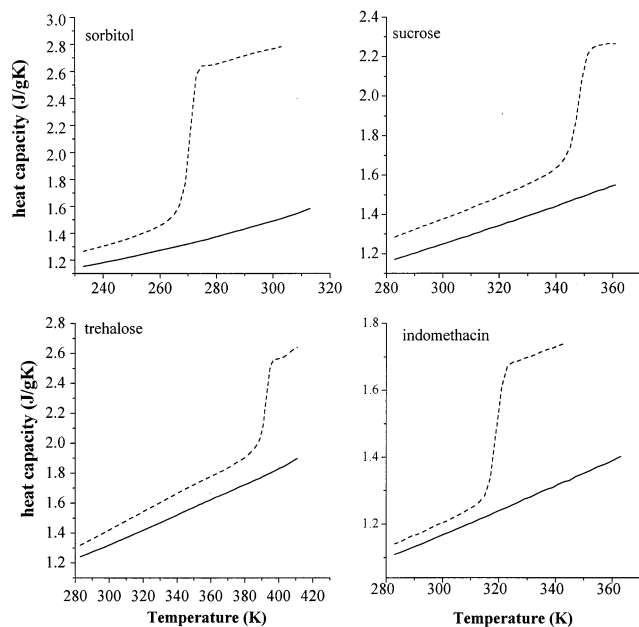 sorbitol
heat capacity (J/gK)
3.0
2.8
2.6
2.4
2.2
2.0
1.8
1.6
1.4
1.2
240 260 280 300 320
sucrose
2.4
2.2
2.0
1.8
1.6
1.4
1.2
280 300 320 340 360
trehalose
heat capacity (J/gK)
2.8
2.6
2.4
2.2
2.0
1.8
1.6
1.4
1.2
280 300 320 340 360 380 400 420
Temperature (K)
indomethacin
1.8
1.6
1.4
1.2
280 300 320 340 360
Temperature (K)